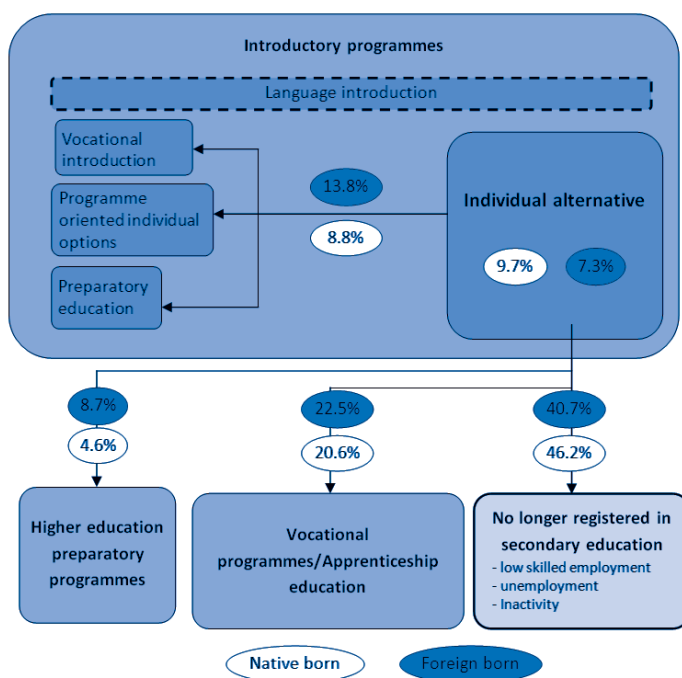 Introductory programmes
Language introduction
Vocational
introduction
Programme
oriented individual
options
Preparatory
education
13.8%
8.8%
Individual alternative
9.7%
7.3%
8.7%
4.6%
22.5%
20.6%
40.7%
46.2%
Higher education
preparatory
programmes
Vocational
programmes/Apprenticeship
education
No longer registered in
secondary education
- low skilled employment
- unemployment
- Inactivity
Native born
Foreign born